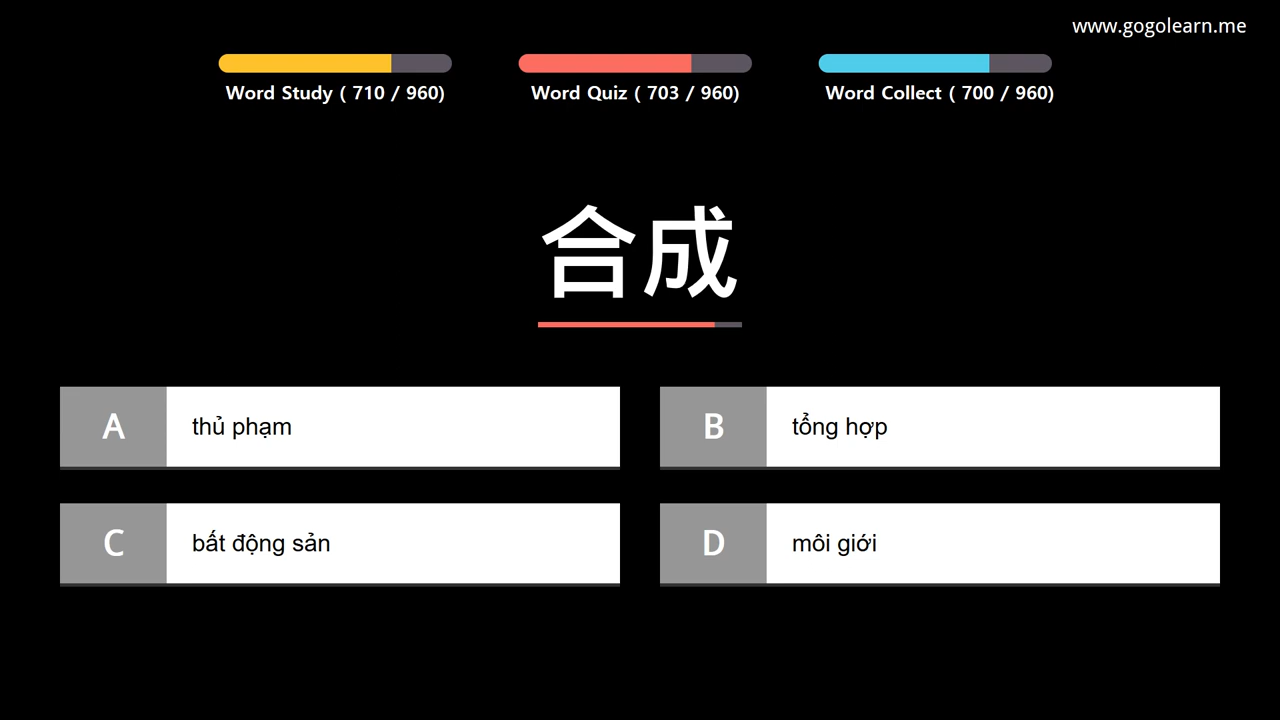 www.gogolearn.me
Word Study ( 710 / 960)
Word Quiz ( 703 / 960)
Word Collect ( 700 / 960)
合成
A
thủ phạm
B
tổng hợp
C
bất động sản
D
môi giới